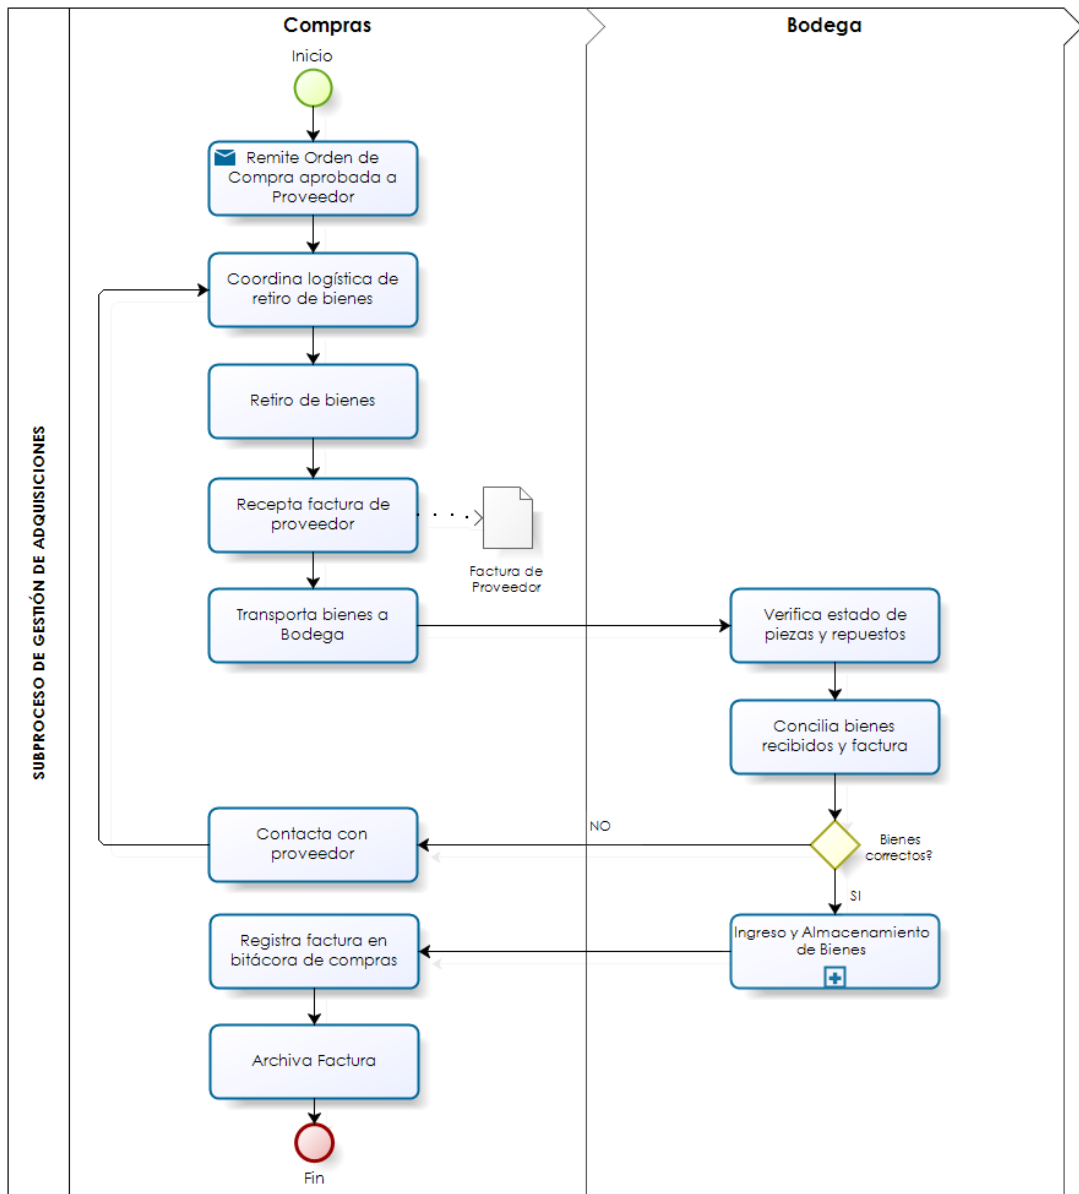 Compras
Bodega
SUBPROCESO DE GESTIÓN DE ADQUISICIONES
Inicio
Remite Orden de
Compra aprobada a
Proveedor
Coordina logística de
retiro de bienes
Retiro de bienes
Recepta factura de
proveedor
Factura de
Proveedor
Transporta bienes a
Bodega
Verifica estado de
piezas y repuestos
Concilia bienes
recibidos y factura
Bienes
correctos?
NO
Contacta con
proveedor
SI
Ingreso y Almacenamiento
de Bienes
Registra factura en
bitácora de compras
Archiva Factura
Fin